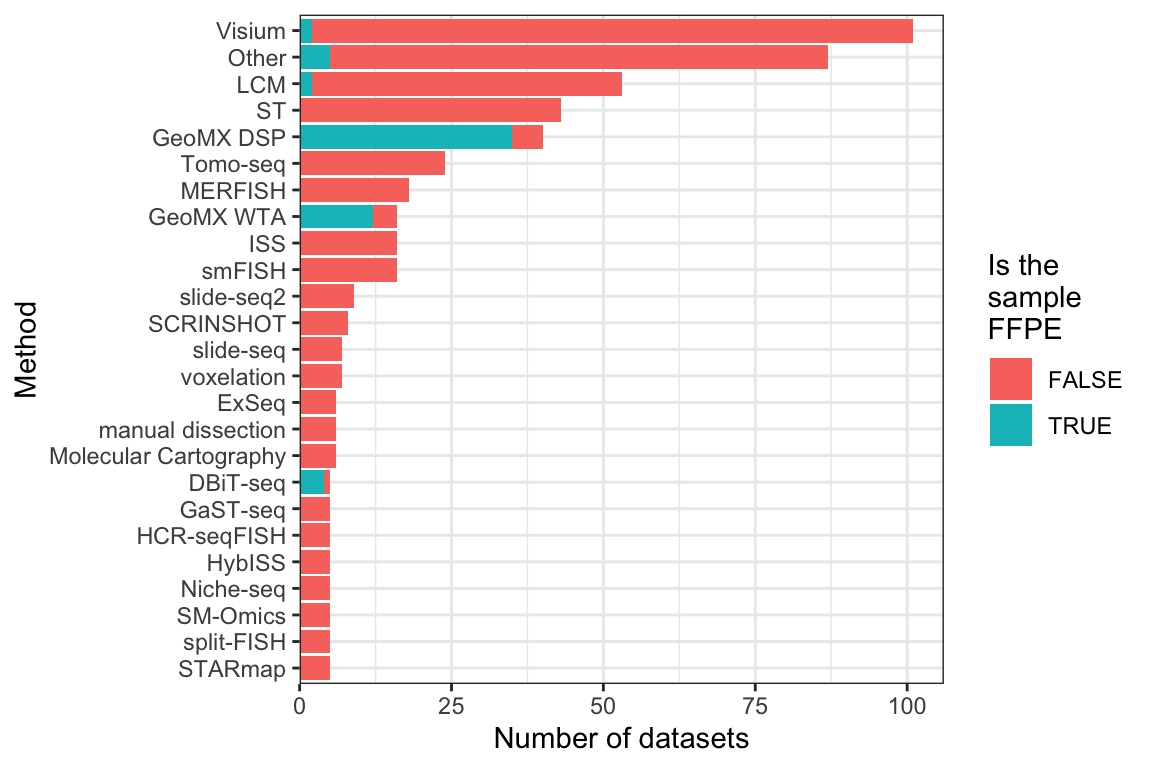 Visium
Other
LCM
ST
GeoMX DSP
Tomo-seq
MERFISH
GeoMX WTA
ISS
smFISH
slide-seq2
SCRINSHOT
slide-seq
voxelation
ExSeq
manual dissection
Molecular Cartography
DBiT-seq
GaST-seq
HCR-seqFISH
HybISS
Niche-seq
SM-Omics
split-FISH
STARmap
Method
0 25 50 75 100
Number of datasets
Is the
sample
FFPE
FALSE
TRUE